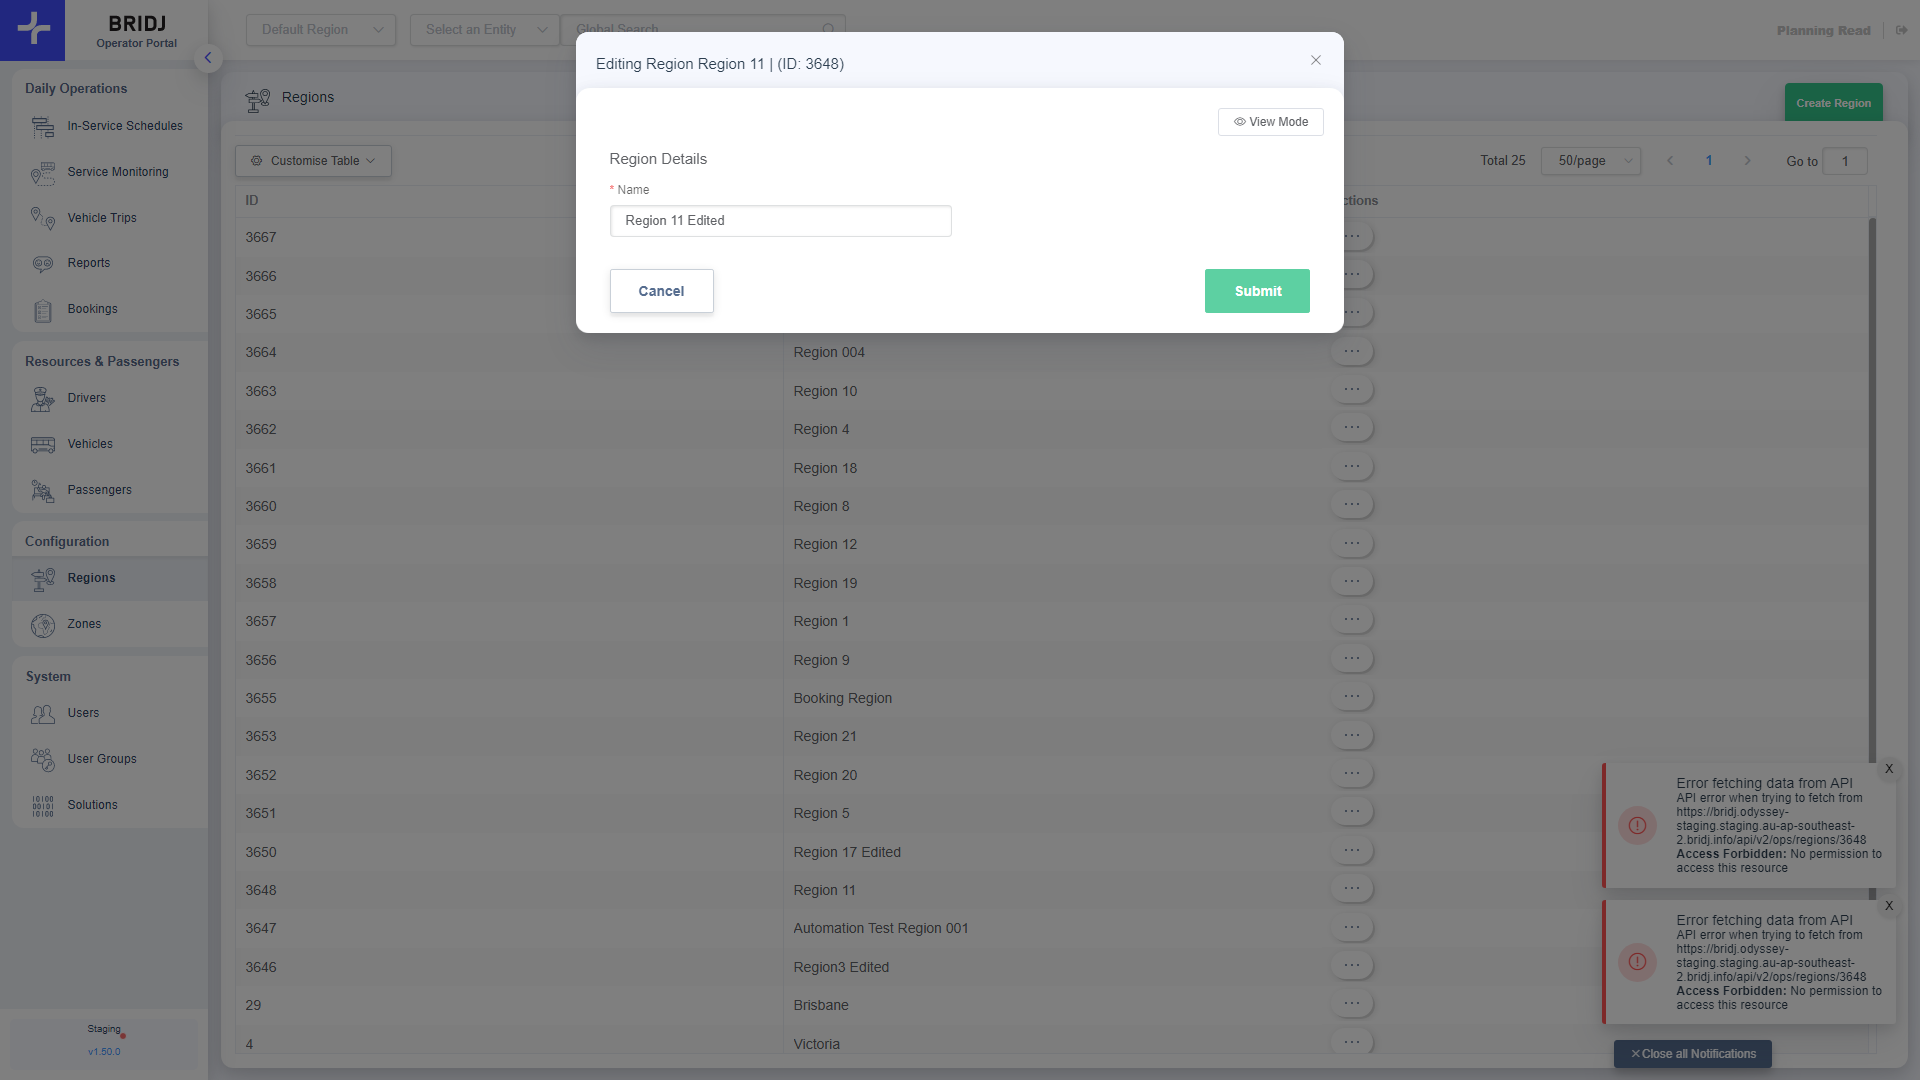 BRIDJ
Operator Portal
Default Region
Select an Entity
Global Search
Planning Read
Daily Operations
In-Service Schedules
Service Monitoring
Vehicle Trips
Reports
Bookings
Resources & Passengers
Drivers
Vehicles
Passengers
Configuration
Regions
Zones
System
Users
User Groups
Solutions
Staging
v1.50.0
Regions
Create Region
Customise Table
Total 25
50/page
1
Go to
1
ID
ctions
3667
3666
3665
3664 Region 004
3663 Region 10
3662 Region 4
3661 Region 18
3660 Region 8
3659 Region 12
3658 Region 19
3657 Region 1
3656 Region 9
3655 Booking Region
3653 Region 21
3652 Region 20
3651 Region 5
3650 Region 17 Edited
3648 Region 11
3647 Automation Test Region 001
3646 Region3 Edited
29 Brisbane
4 Victoria
Editing Region Region 11 | (ID: 3648)
View Mode
Region Details
* Name
Region 11 Edited
Cancel
Submit
X
Error fetching data from API
API error when trying to fetch from
https://bridj.odyssey-
staging.staging.au-ap-southeast-
2.bridj.info/api/v2/ops/regions/3648
Access Forbidden: No permission to
access this resource
X
Error fetching data from API
API error when trying to fetch from
https://bridj.odyssey-
staging.staging.au-ap-southeast-
2.bridj.info/api/v2/ops/regions/3648
Access Forbidden: No permission to
access this resource
Close all Notifications